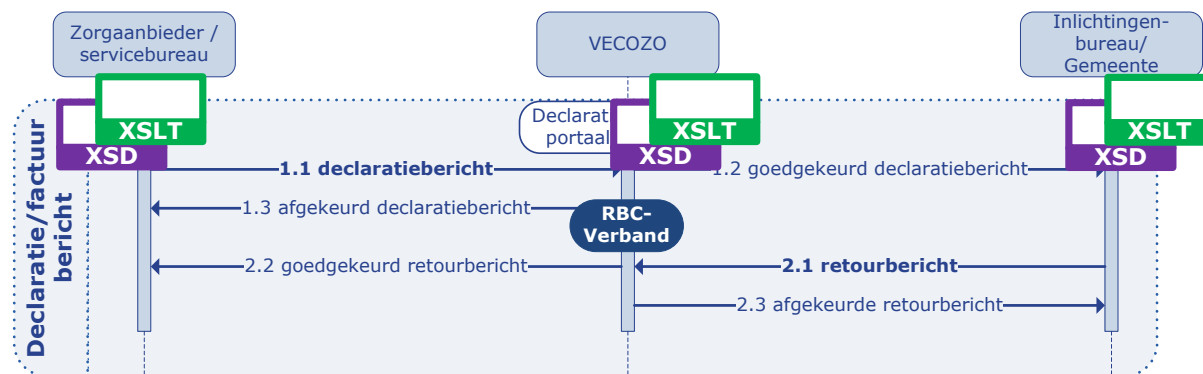 Zorgaanbieder /
servicebureau
VECOZO
Inlichtingen-
bureau/
Gemeente
XSLT
XSD
Declarat
portaal
XSLT
XSD
XSLT
XSD
Declaratie/factuur
bericht
1.1 declaratiebericht
1.2 goedgekeurd declaratiebericht
1.3 afgekeurd declaratiebericht
RBC-
Verband
2.2 goedgekeurd retourbericht
2.1 retourbericht
2.3 afgekeurde retourbericht